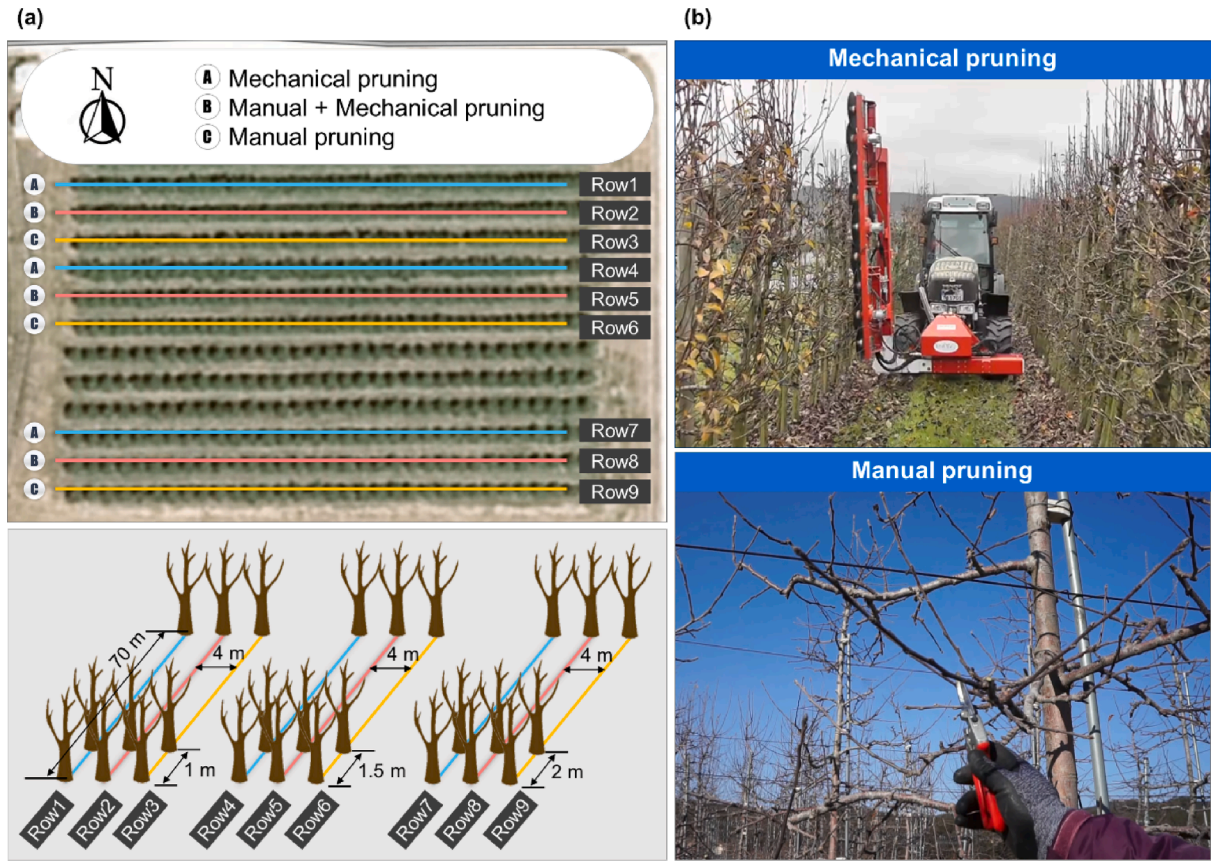 (a)
N
A Mechanical pruning
B Manual + Mechanical pruning
C Manual pruning
A Row1
B Row2
C Row3
A Row4
B Row5
C Row6
A Row7
B Row8
C Row9
70 m
4 m
4 m
4 m
1 m
1.5 m
2 m
Row1
Row2
Row3
Row4
Row5
Row6
Row7
Row8
Row9
(b)
Mechanical pruning
Manual pruning